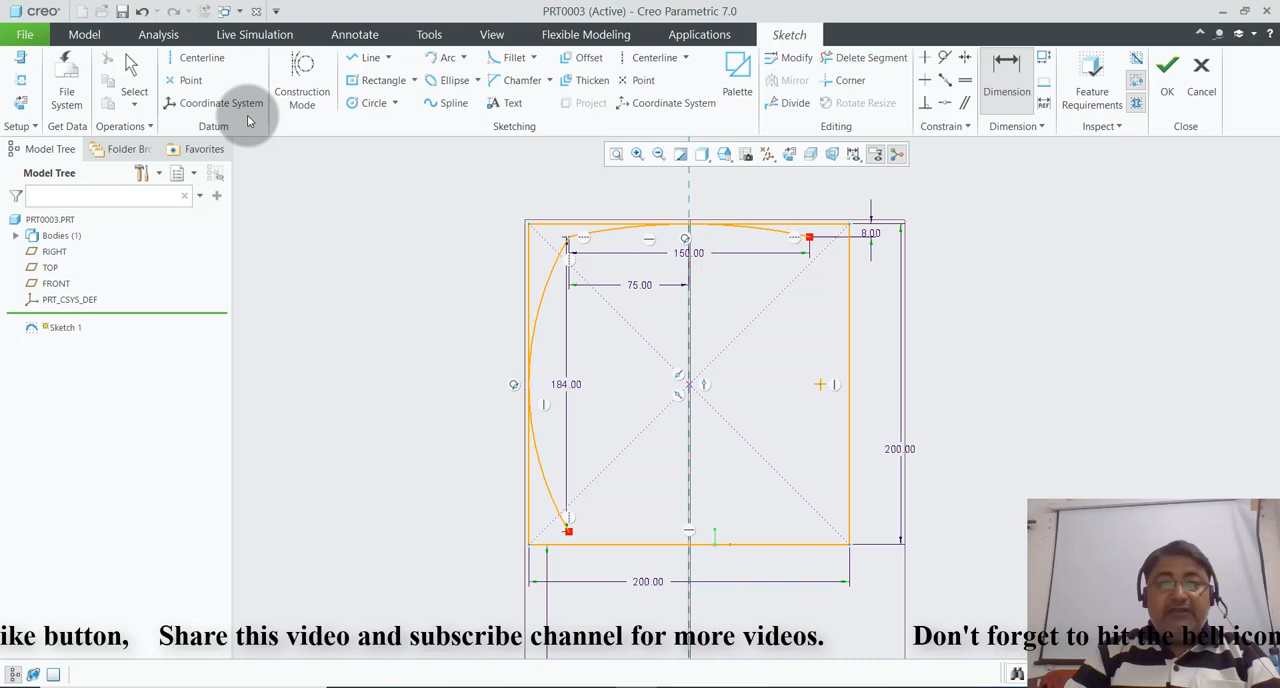 creo
PRT0003 (Active) - Creo Parametric 7.0
File Model Analysis Live Simulation Annotate Tools View Flexible Modeling Applications Sketch
Centerline Line Arc Fillet Offset Centerline Modify Delete Segment
Point Rectangle Ellipse Chamfer Thicken Point Mirror Corner
Coordinate System Circle Spline Text Project Coordinate System Divide Rotate Resize
File System Select Construction Mode Palette Dimension Feature Requirements OK Cancel
Setup Get Data Operations Datum Sketching Editing Constrain Dimension Inspect Close
REF
Model Tree Folder Bro Favorites
Model Tree
PRT0003.PRT
Bodies (1)
RIGHT
TOP
FRONT
PRT_CSYS_DEF
Sketch 1
8.00
150.00
75.00
184.00
200.00
200.00
ike button, Share this video and subscribe channel for more videos. Don't forget to hit the bell icon